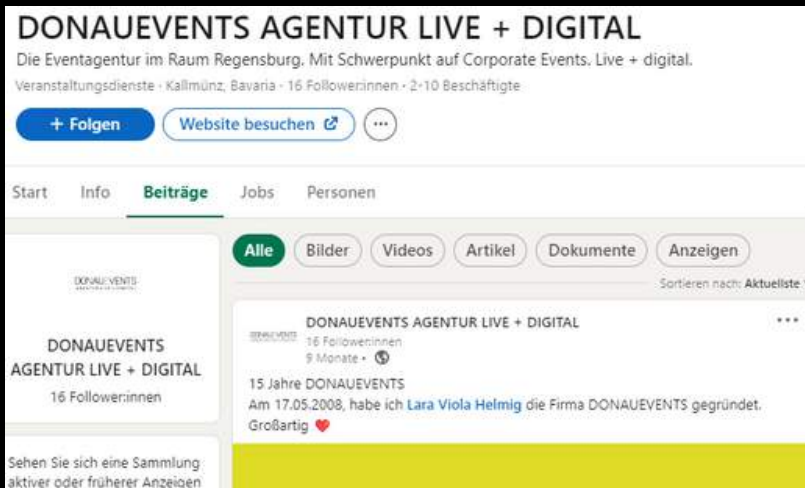 DONAUEVENTS AGENTUR LIVE + DIGITAL
Die Eventagentur im Raum Regensburg. Mit Schwerpunkt auf Corporate Events. Live + digital.
Veranstaltungsdienste · Kallmünz, Bavaria · 16 Follower:innen · 2-10 Beschäftigte
+ Folgen
Website besuchen
Start Info Beiträge Jobs Personen
Alle Bilder Videos Artikel Dokumente Anzeigen
Sortieren nach: Aktuellste
DONAUEVENTS
DONAUEVENTS
AGENTUR LIVE + DIGITAL
16 Follower:innen
Sehen Sie sich eine Sammlung
aktiver oder früherer Anzeigen
DONAUEVENTS
DONAUEVENTS AGENTUR LIVE + DIGITAL
16 Follower:innen
9 Monate •
15 Jahre DONAUEVENTS
Am 17.05.2008, habe ich Lara Viola Helmig die Firma DONAUEVENTS gegründet.
Großartig ❤️